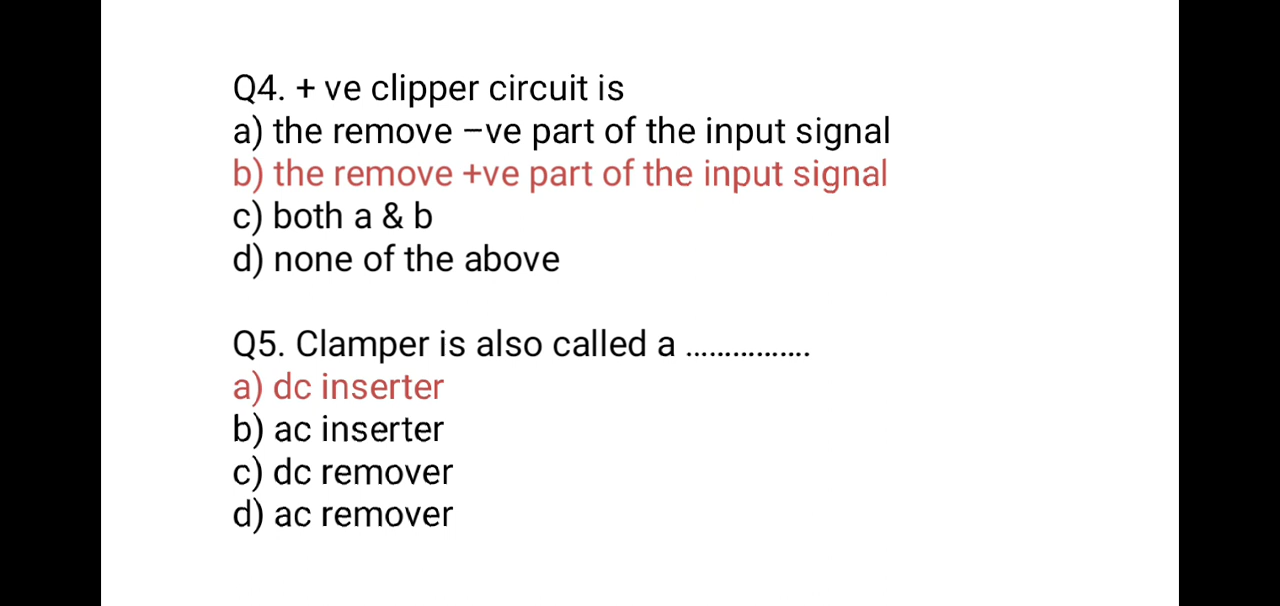 Q4. + ve clipper circuit is
a) the remove –ve part of the input signal
b) the remove +ve part of the input signal
c) both a & b
d) none of the above
Q5. Clamper is also called a ................
a) dc inserter
b) ac inserter
c) dc remover
d) ac remover